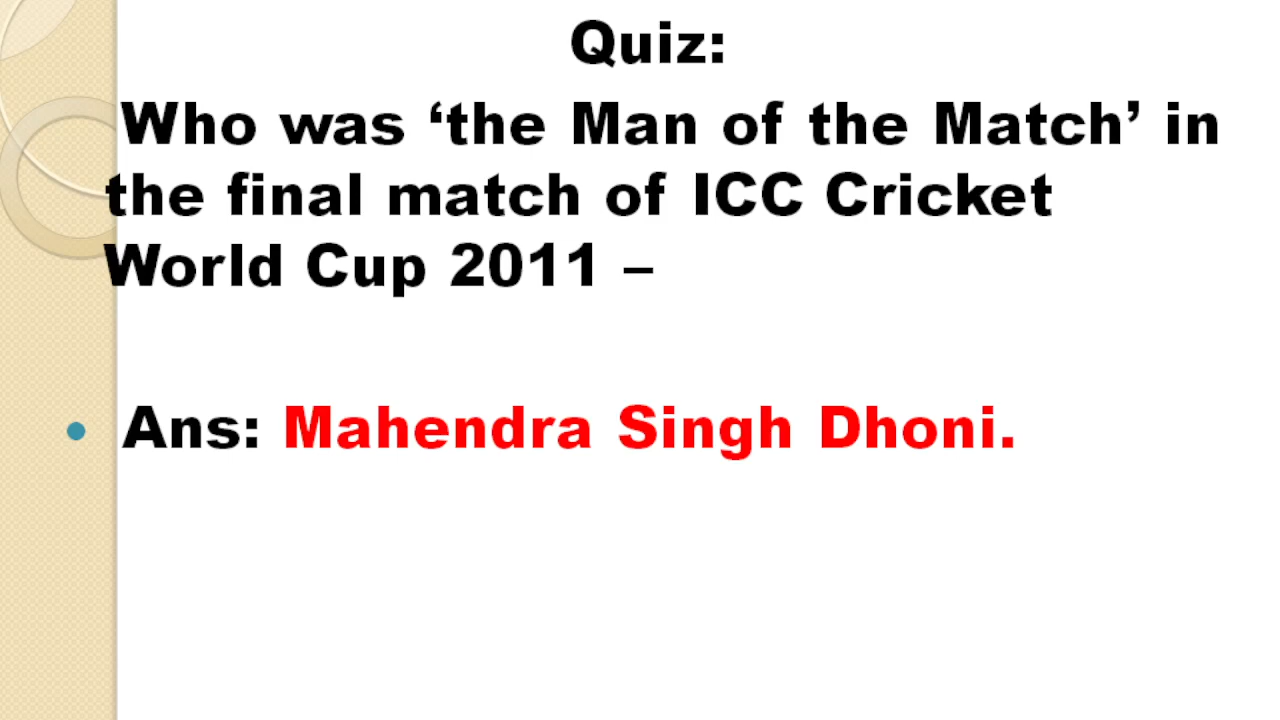 Quiz:
Who was ‘the Man of the Match’ in
the final match of ICC Cricket
World Cup 2011 –
• Ans: Mahendra Singh Dhoni.